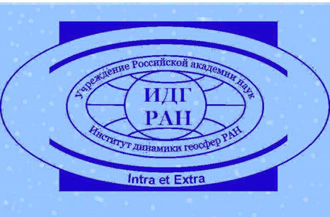 Учреждение Российской академии наук
ИДГ
РАН
Институт динамики геосфер РАН
Intra et Extra